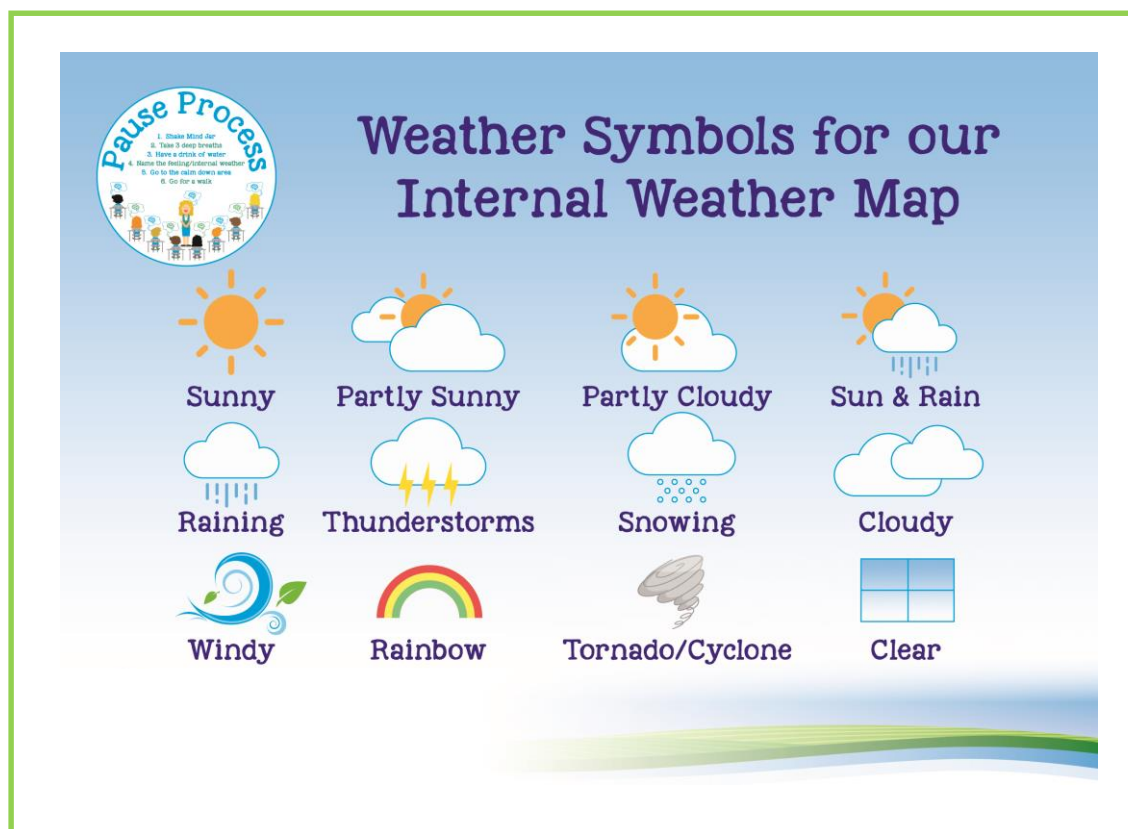 Pause Process
1. Shake Mind Jar
2. Take 3 deep breaths
3. Have a drink of water
4. Name the feeling/internal weather
5. Go to the calm down area
6. Go for a walk
Weather Symbols for our
Internal Weather Map
Sunny Partly Sunny Partly Cloudy Sun & Rain
Raining Thunderstorms Snowing Cloudy
Windy Rainbow Tornado/Cyclone Clear